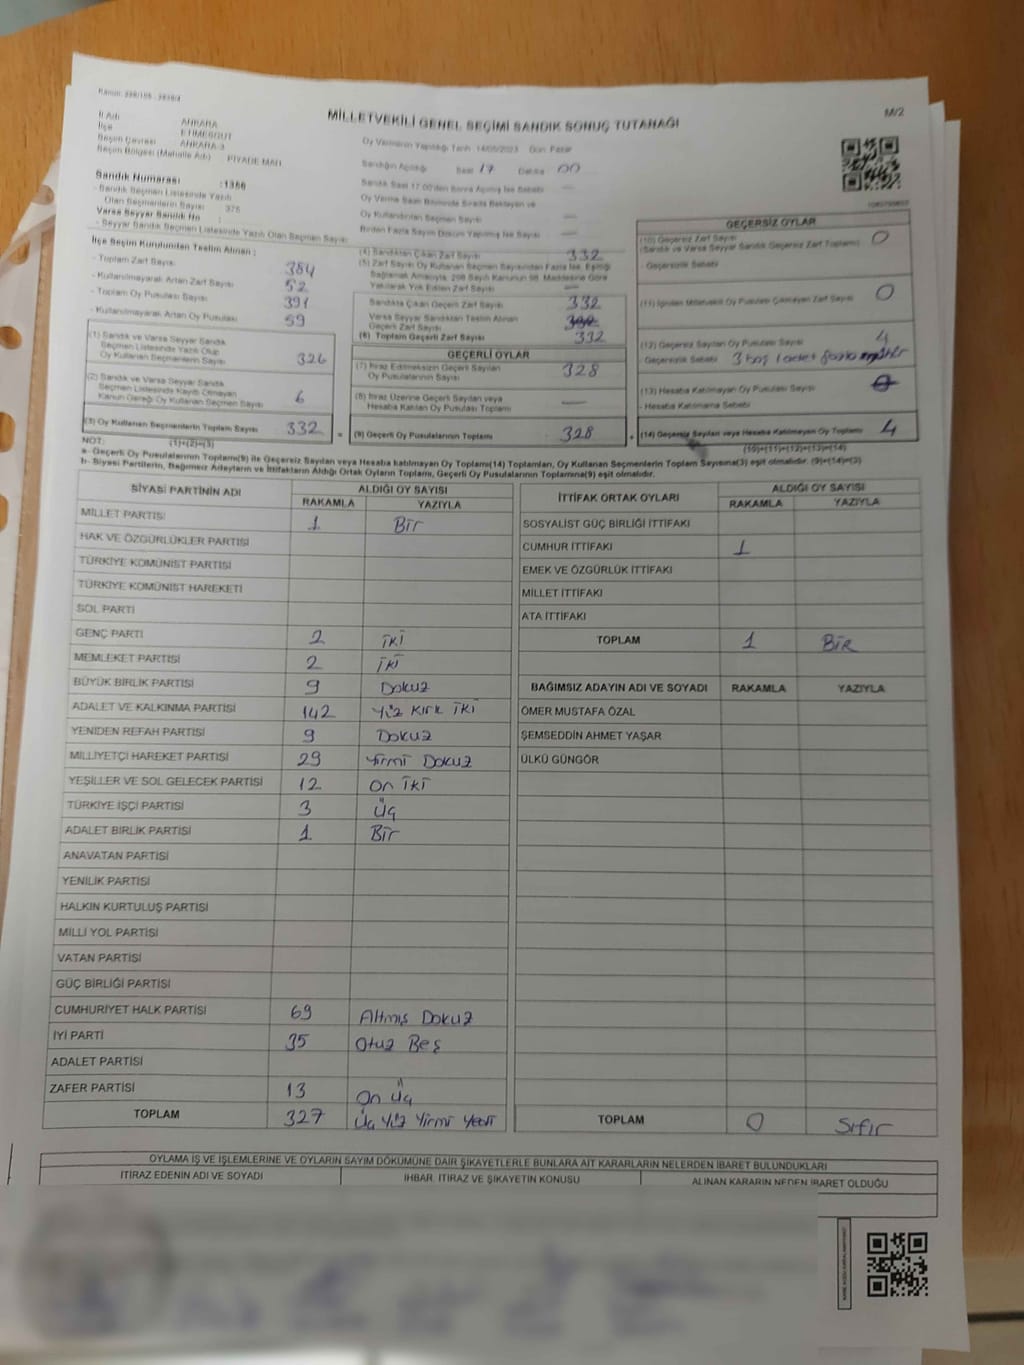 M/2
MİLLETVEKİLİ GENEL SEÇİMİ SANDIK SONUÇ TUTANAĞI
İl Adı : ANKARA
İlçe : ETİMESGUT
Seçim Çevresi : ANKARA-3
Seçim Bölgesi (Mahalle Adı) : PİYADE MAH.
Oy Vermenin Yapıldığı Tarih: 14/05/2023 Gün: Pazar
Sandığın Açıldığı Saat 17 Dakika 00
Sandık Saat 17.00'den Sonra Açılmış İse Sebebi —
Oy Verme Saati Bitiminde Sırada Bekleyen ve
Oy Kullandırılan Seçmen Sayısı —
Birden Fazla Sayım Döküm Yapılmış İse Sayısı —
Sandık Numarası
- Sandık Seçmen Listesinde Yazılı
Olan Seçmenlerin Sayısı : 376
Varsa Seyyar Sandık No :
- Seyyar Sandık Seçmen Listesinde Yazılı Olan Seçmen Sayısı:
İlçe Seçim Kurulundan Teslim Alınan :
- Toplam Zarf Sayısı 384
- Kullanılmayarak Artan Zarf Sayısı 52
- Toplam Oy Pusulası Sayısı 391
- Kullanılmayarak Artan Oy Pusulası 59
(1) Sandık ve Varsa Seyyar Sandık
Seçmen Listesinde Yazılı Olup
Oy Kullanan Seçmenlerin Sayısı 326
(2) Sandık ve Varsa Seyyar Sandık
Seçmen Listesinde Kayıtlı Olmayan
Kanun Gereği Oy Kullanan Seçmen Sayısı 6
(3) Oy Kullanan Seçmenlerin Toplam Sayısı 332
(4) Sandıktan Çıkan Zarf Sayısı 332
(5) Zarf Sayısı Oy Kullanan Seçmen Sayısından Fazla İse, Eşitliği
Sağlamak Amacıyla, 298 Sayılı Kanunun 98. Maddesine Göre
Yakılarak Yok Edilen Zarf Sayısı —
Sandıkta Çıkan Geçerli Zarf Sayısı 332
Varsa Seyyar Sandıktan Teslim Alınan
Geçerli Zarf Sayısı
(6) Toplam Geçerli Zarf Sayısı 332
GEÇERLİ OYLAR
(7) İtiraz Edilmeksizin Geçerli Sayılan
Oy Pusulalarının Sayısı 328
(8) İtiraz Üzerine Geçerli Sayılan veya
Hesaba Katılan Oy Pusulası Toplamı —
= (9) Geçerli Oy Pusulalarının Toplamı : 328
GEÇERSİZ OYLAR
(10) Geçersiz Zarf Sayısı 0
(Sandık ve Varsa Seyyar Sandık Geçersiz Zarf Toplamı)
- Geçersizlik Sebebi
(11) İçinden Milletvekili Oy Pusulası Çıkmayan Zarf Sayısı 0
(12) Geçersiz Sayılan Oy Pusulası Sayısı 4
Geçersizlik Sebebi 3 boş 1 adet fazla
(13) Hesaba Katılmayan Oy Pusulası Sayısı
- Hesaba Katılmama Sebebi
+ (14) Geçersiz Sayılan veya Hesaba Katılmayan Oy Toplamı 4
NOT: (1)+(2)=(3) (10)+(11)+(12)+(13)=(14)
a- Geçerli Oy Pusulalarının Toplamı(9) ile Geçersiz Sayılan veya Hesaba katılmayan Oy Toplamı(14) Toplamları, Oy Kullanan Seçmenlerin Toplam Sayısına(3) eşit olmalıdır. (9)+(14)=(3)
b- Siyasi Partilerin, Bağımsız Adayların ve İttifakların Aldığı Ortak Oyların Toplamı, Geçerli Oy Pusulalarının Toplamına(9) eşit olmalıdır.
SİYASİ PARTİNİN ADI ALDIĞI OY SAYISI
RAKAMLA YAZIYLA
MİLLET PARTİSİ 1 Bir
HAK VE ÖZGÜRLÜKLER PARTİSİ
TÜRKİYE KOMÜNİST PARTİSİ
TÜRKİYE KOMÜNİST HAREKETİ
SOL PARTİ
GENÇ PARTİ 2 iki
MEMLEKET PARTİSİ 2 iki
BÜYÜK BİRLİK PARTİSİ 9 Dokuz
ADALET VE KALKINMA PARTİSİ 142 Yüz Kırk iki
YENİDEN REFAH PARTİSİ 9 Dokuz
MİLLİYETÇİ HAREKET PARTİSİ 29 Yirmi Dokuz
YEŞİLLER VE SOL GELECEK PARTİSİ 12 On iki
TÜRKİYE İŞÇİ PARTİSİ 3 Üç
ADALET BİRLİK PARTİSİ 1 Bir
ANAVATAN PARTİSİ
YENİLİK PARTİSİ
HALKIN KURTULUŞ PARTİSİ
MİLLİ YOL PARTİSİ
VATAN PARTİSİ
GÜÇ BİRLİĞİ PARTİSİ
CUMHURİYET HALK PARTİSİ 69 Altmış Dokuz
İYİ PARTİ 35 Otuz Beş
ADALET PARTİSİ
ZAFER PARTİSİ 13 On Üç
TOPLAM 327 Üç Yüz Yirmi Yedi
İTTİFAK ORTAK OYLARI ALDIĞI OY SAYISI
RAKAMLA YAZIYLA
SOSYALİST GÜÇ BİRLİĞİ İTTİFAKI
CUMHUR İTTİFAKI 1
EMEK VE ÖZGÜRLÜK İTTİFAKI
MİLLET İTTİFAKI
ATA İTTİFAKI
TOPLAM 1 BİR
BAĞIMSIZ ADAYIN ADI VE SOYADI RAKAMLA YAZIYLA
ÖMER MUSTAFA ÖZAL
ŞEMSEDDİN AHMET YAŞAR
ÜLKÜ GÜNGÖR
TOPLAM 0 Sıfır
OYLAMA İŞ VE İŞLEMLERİNE VE OYLARIN SAYIM DÖKÜMÜNE DAİR ŞİKAYETLERLE BUNLARA AİT KARARLARIN NELERDEN İBARET BULUNDUKLARI
İTİRAZ EDENİN ADI VE SOYADI İHBAR, İTİRAZ VE ŞİKAYETİN KONUSU ALINAN KARARIN NEDEN İBARET OLDUĞU